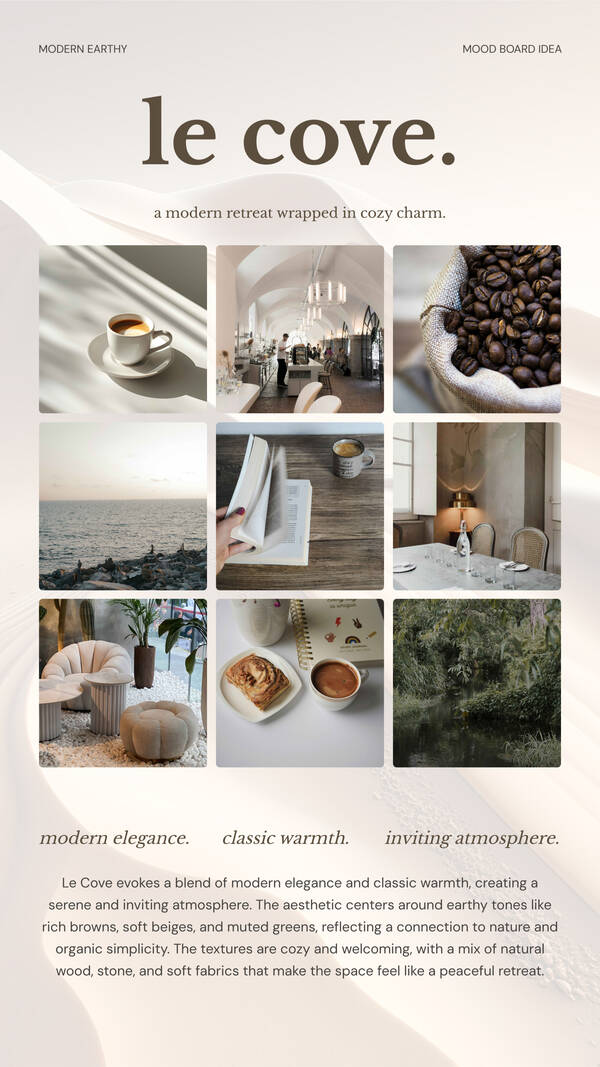 MODERN EARTHY
MOOD BOARD IDEA
le cove.
a modern retreat wrapped in cozy charm.
modern elegance.
classic warmth.
inviting atmosphere.
Le Cove evokes a blend of modern elegance and classic warmth, creating a
serene and inviting atmosphere. The aesthetic centers around earthy tones like
rich browns, soft beiges, and muted greens, reflecting a connection to nature and
organic simplicity. The textures are cozy and welcoming, with a mix of natural
wood, stone, and soft fabrics that make the space feel like a peaceful retreat.